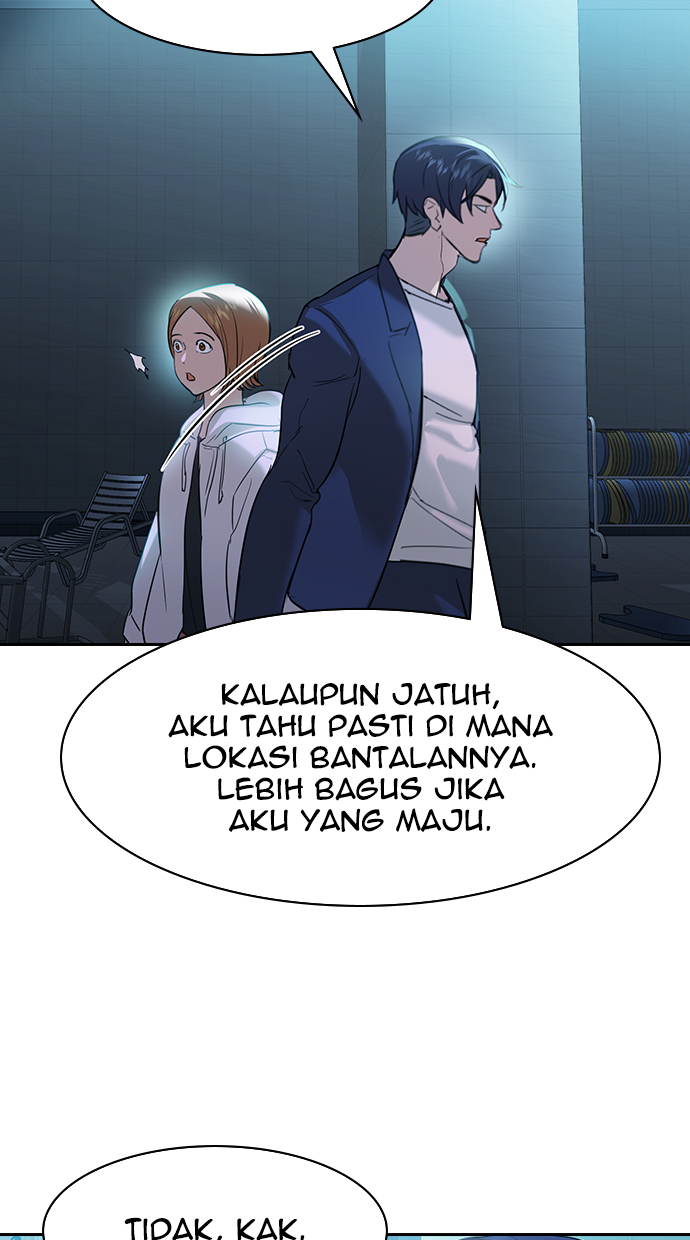 KALAUPUN JATUH,
AKU TAHU PASTI DI MANA
LOKASI BANTALANNYA.
LEBIH BAGUS JIKA
AKU YANG MAJU.
TIDAK, KAK.